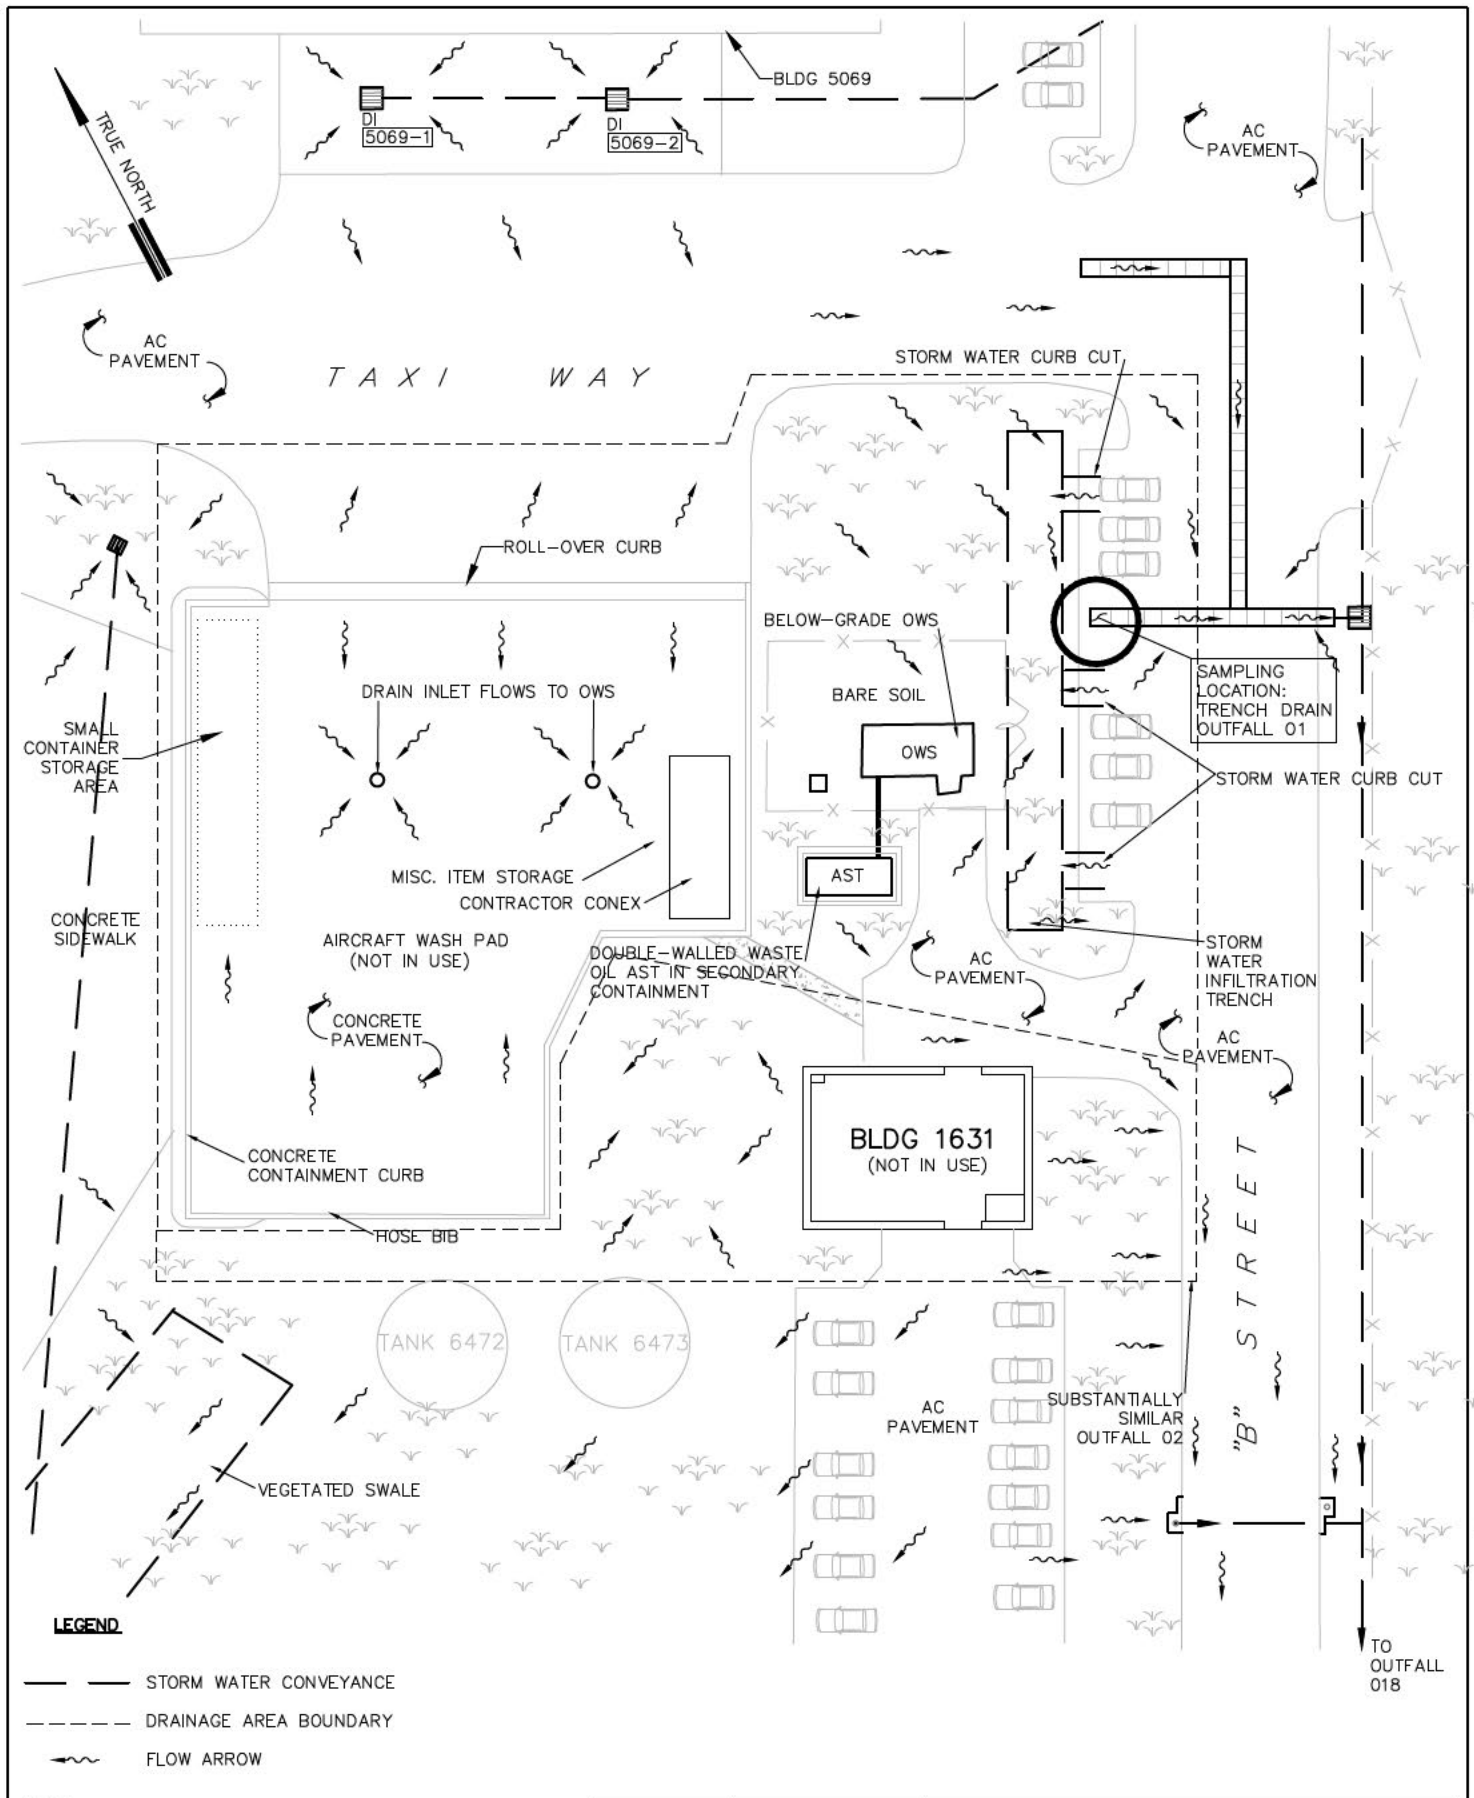 BLDG 5069
DI
5069-1
DI
5069-2
AC
PAVEMENT
TRUE NORTH
AC
PAVEMENT
TAXI WAY
STORM WATER CURB CUT
ROLL-OVER CURB
BELOW-GRADE OWS
DRAIN INLET FLOWS TO OWS
BARE SOIL
SAMPLING
LOCATION:
TRENCH DRAIN
OUTFALL 01
SMALL
CONTAINER
STORAGE
AREA
OWS
STORM WATER CURB CUT
MISC. ITEM STORAGE
CONTRACTOR CONEX
AST
CONCRETE
SIDEWALK
AIRCRAFT WASH PAD
(NOT IN USE)
DOUBLE-WALLED WASTE
OIL AST IN SECONDARY
CONTAINMENT
AC
PAVEMENT
STORM
WATER
INFILTRATION
TRENCH
CONCRETE
PAVEMENT
AC
PAVEMENT
BLDG 1631
(NOT IN USE)
CONCRETE
CONTAINMENT CURB
HOSE BIB
"B" STREET
TANK 6472
TANK 6473
AC
PAVEMENT
SUBSTANTIALLY
SIMILAR
OUTFALL 02
VEGETATED SWALE
LEGEND
STORM WATER CONVEYANCE
DRAINAGE AREA BOUNDARY
FLOW ARROW
TO
OUTFALL
018